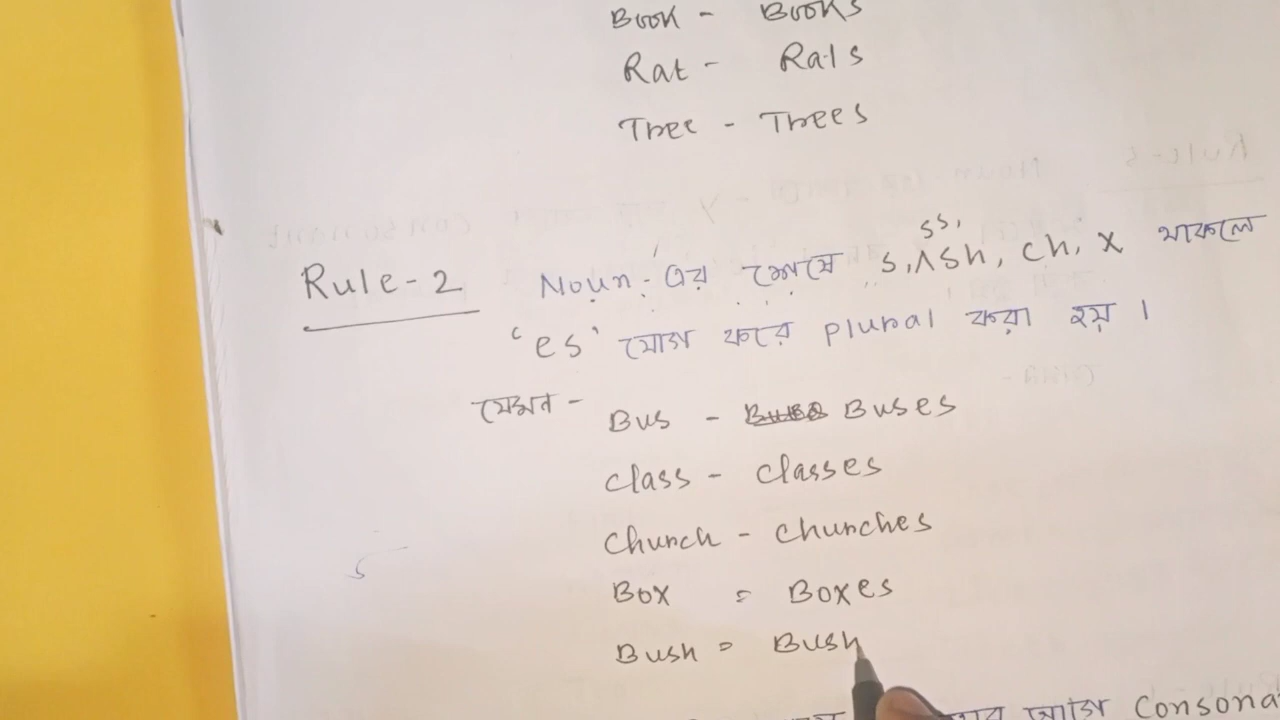 Book - Books
Rat - Rats
Tree - Trees
Rule-2 Noun-এর শেষে s, ss, sh, ch, x থাকলে
'es' যোগ করে plural করা হয়।
যেমন - Bus - Buses
Class - Classes
Church - Churches
Box = Boxes
Bush = Bush
আগে Consona